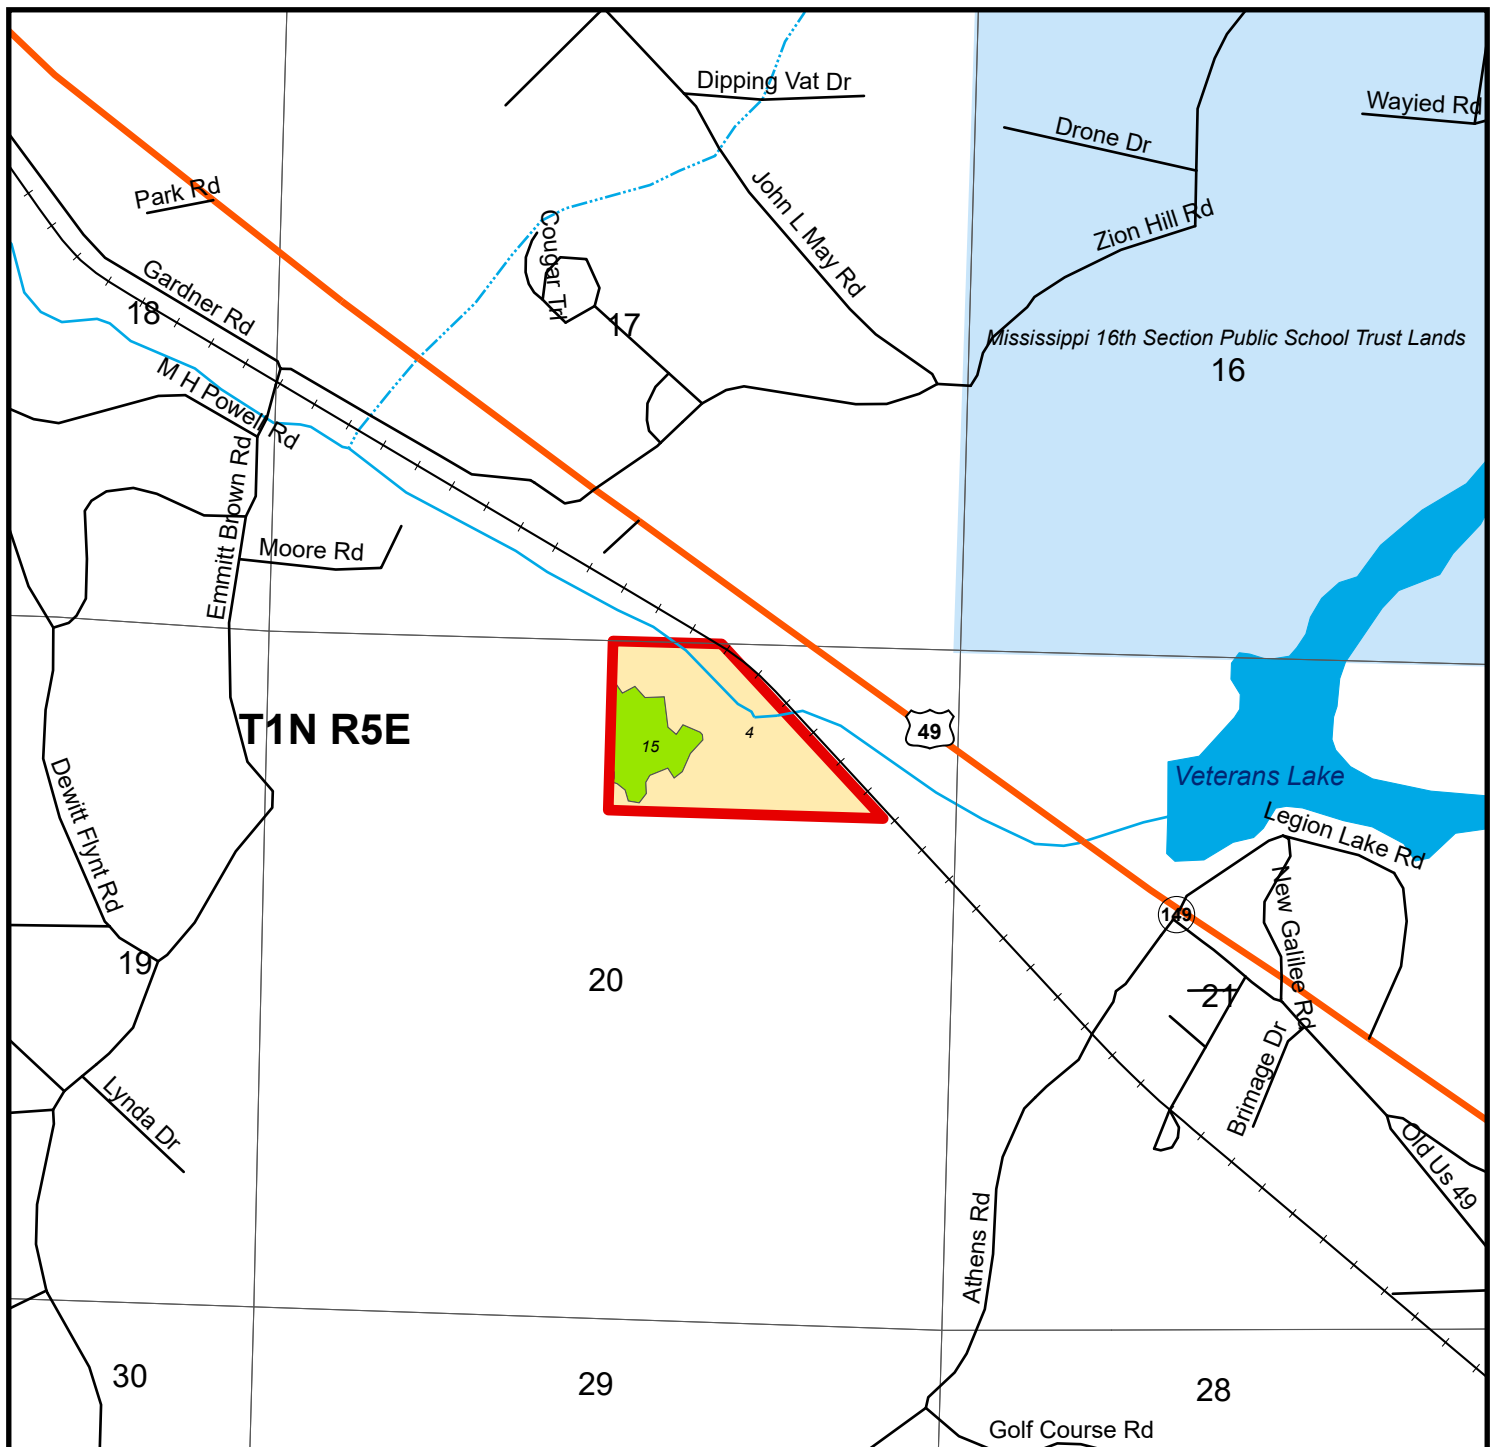 Dipping Vat Dr
Wayied Rd
Drone Dr
Park Rd
John L May Rd
Zion Hill Rd
Cougar Trl
Gardner Rd
18
17
Mississippi 16th Section Public School Trust Lands
16
M H Powell Rd
Emmitt Brown Rd
Moore Rd
T1N R5E
15
4
49
Veterans Lake
Dewitt Flynt Rd
Legion Lake Rd
New Galilee Rd
149
19
20
21
Brimage Dr
Lynda Dr
Old Us 49
Athens Rd
30
29
28
Golf Course Rd